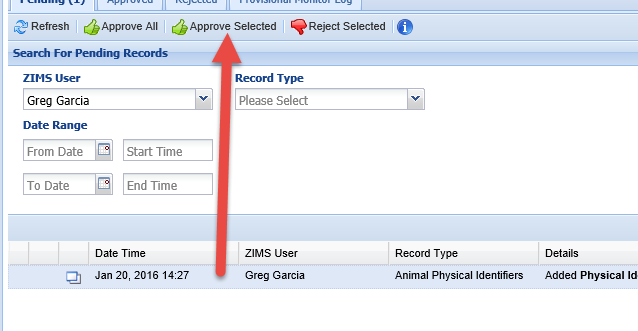 Pending (1) Approved Rejected Provisional Monitor Log
Refresh Approve All Approve Selected Reject Selected
Search For Pending Records
ZIMS User Record Type
Greg Garcia Please Select
Date Range
From Date Start Time
To Date End Time
Date Time ZIMS User Record Type Details
Jan 20, 2016 14:27 Greg Garcia Animal Physical Identifiers Added Physical Id